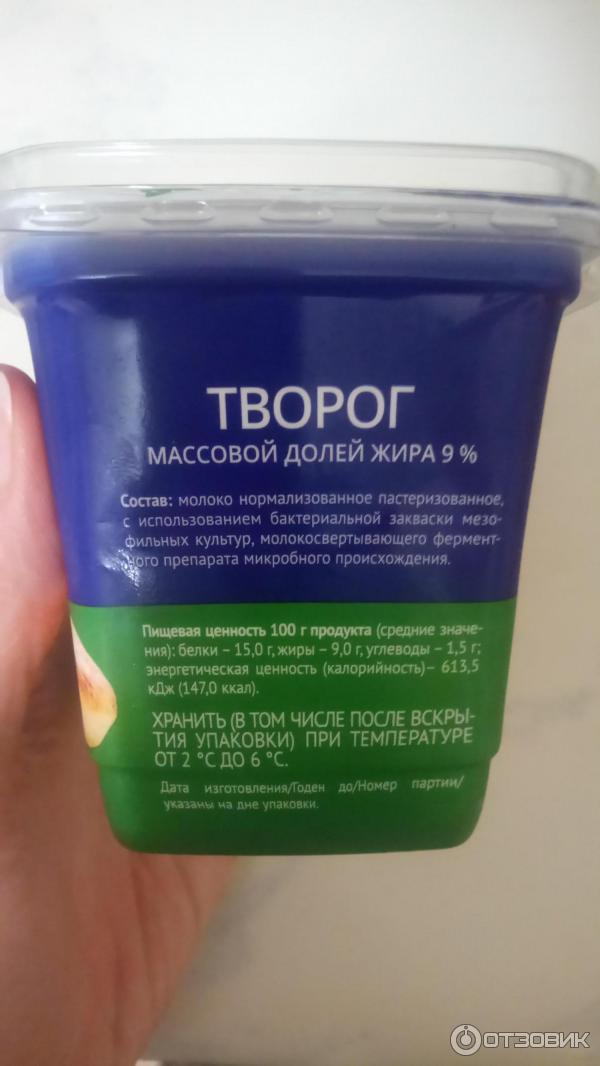 ТВОРОГ
МАССОВОЙ ДОЛЕЙ ЖИРА 9 %
Состав: молоко нормализованное пастеризованное,
с использованием бактериальной закваски мезо-
фильных культур, молокосвертывающего фермент-
ного препарата микробного происхождения.
Пищевая ценность 100 г продукта (средние значе-
ния): белки – 15,0 г, жиры – 9,0 г, углеводы – 1,5 г;
энергетическая ценность (калорийность)– 613,5
кДж (147,0 ккал).
ХРАНИТЬ (В ТОМ ЧИСЛЕ ПОСЛЕ ВСКРЫ-
ТИЯ УПАКОВКИ) ПРИ ТЕМПЕРАТУРЕ
ОТ 2 °С ДО 6 °С.
Дата изготовления/Годен до/Номер партии/
указаны на дне упаковки.
ОТЗОВИК